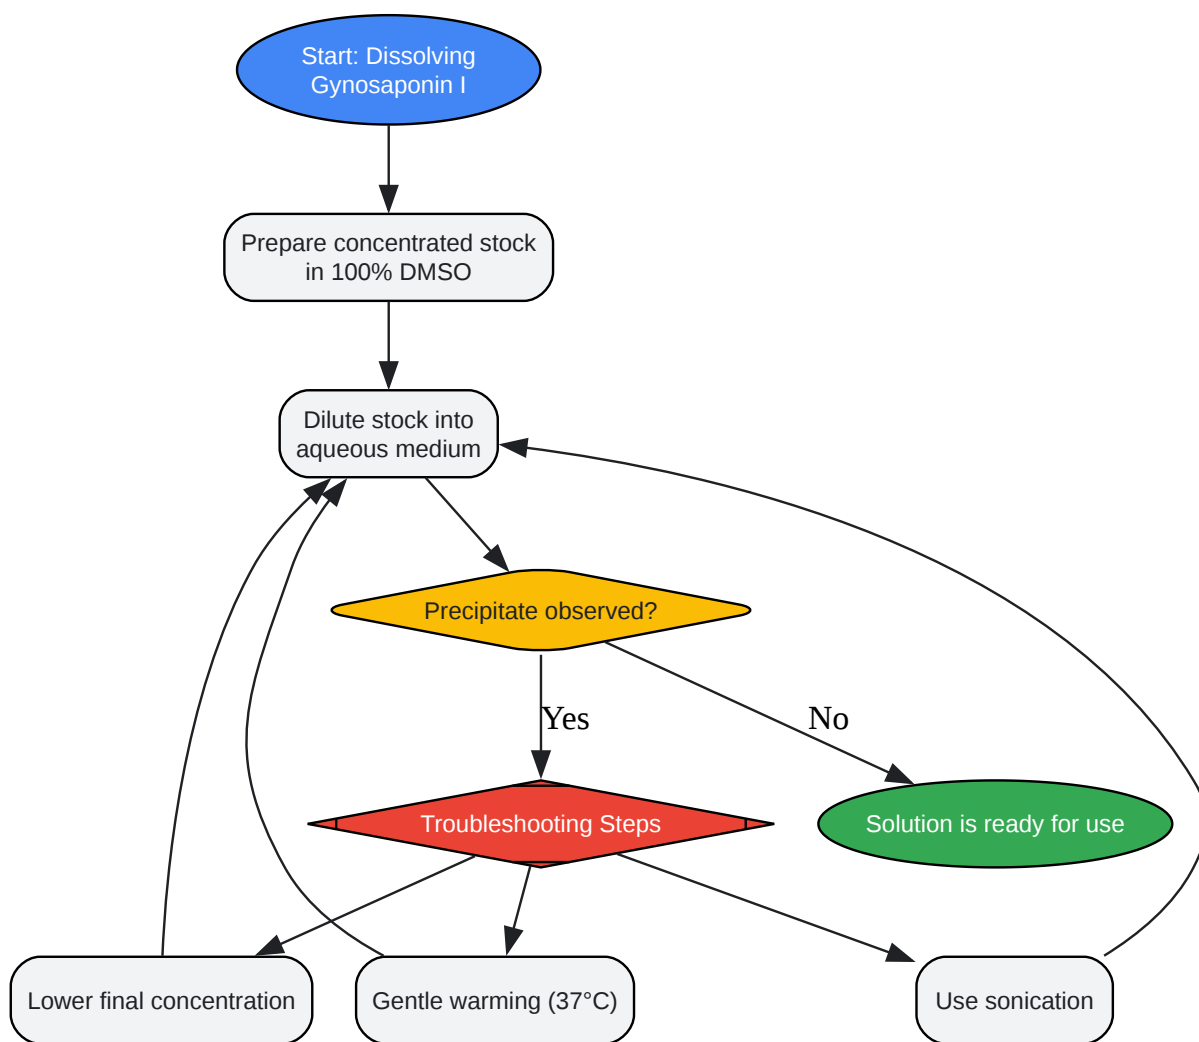 Start: Dissolving
Gynosaponin I
Prepare concentrated stock
in 100% DMSO
Dilute stock into
aqueous medium
Precipitate observed?
Yes
No
Troubleshooting Steps
Solution is ready for use
Lower final concentration
Gentle warming (37°C)
Use sonication